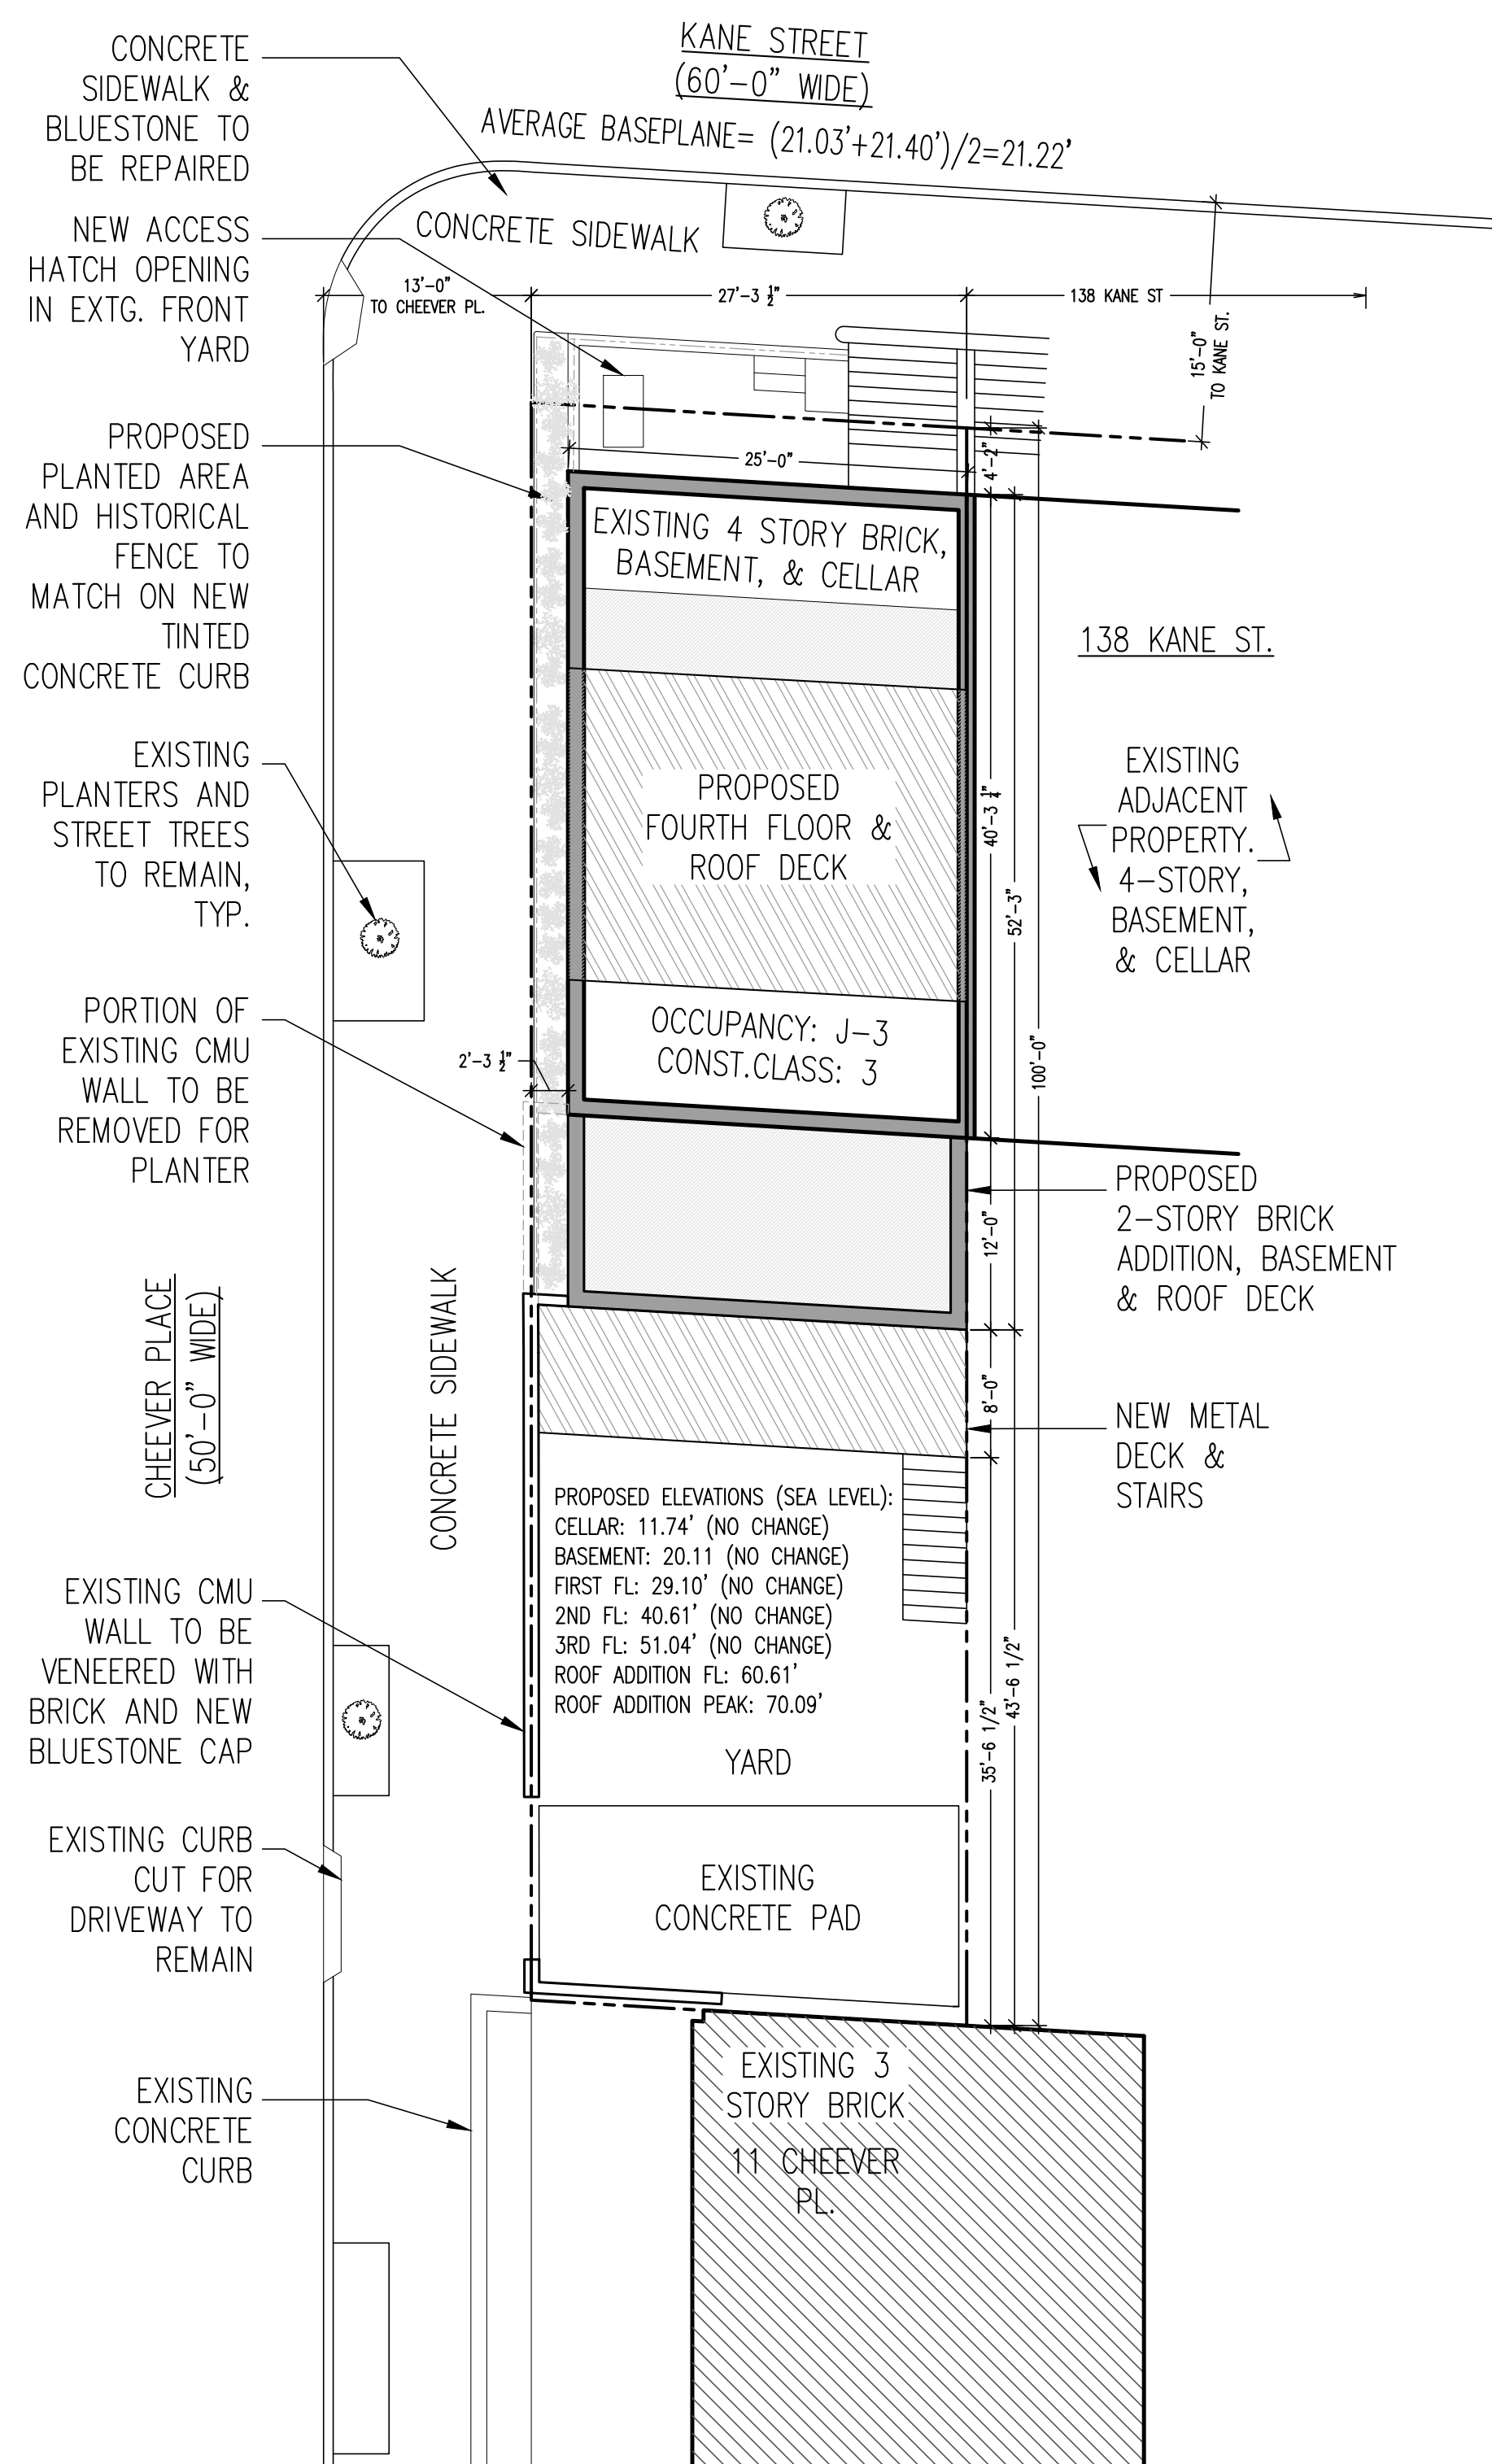 KANE STREET
(60'-0" WIDE)
AVERAGE BASEPLANE= (21.03'+21.40')/2=21.22'
CONCRETE
SIDEWALK &
BLUESTONE TO
BE REPAIRED
CONCRETE SIDEWALK
NEW ACCESS
HATCH OPENING
IN EXTG. FRONT
YARD
13'-0"
TO CHEEVER PL.
27'-3 ½"
138 KANE ST
15'-0"
TO KANE ST.
PROPOSED
PLANTED AREA
AND HISTORICAL
FENCE TO
MATCH ON NEW
TINTED
CONCRETE CURB
25'-0"
4'-2"
EXISTING 4 STORY BRICK,
BASEMENT, & CELLAR
138 KANE ST.
EXISTING
PLANTERS AND
STREET TREES
TO REMAIN,
TYP.
PROPOSED
FOURTH FLOOR &
ROOF DECK
40'-3 ¼"
52'-3"
100'-0"
EXISTING
ADJACENT
PROPERTY.
4-STORY,
BASEMENT,
& CELLAR
PORTION OF
EXISTING CMU
WALL TO BE
REMOVED FOR
PLANTER
OCCUPANCY: J-3
CONST.CLASS: 3
2'-3 ½"
PROPOSED
2-STORY BRICK
ADDITION, BASEMENT
& ROOF DECK
12'-0"
CHEEVER PLACE
(50'-0" WIDE)
CONCRETE SIDEWALK
8'-0"
NEW METAL
DECK &
STAIRS
PROPOSED ELEVATIONS (SEA LEVEL):
CELLAR: 11.74' (NO CHANGE)
BASEMENT: 20.11 (NO CHANGE)
FIRST FL: 29.10' (NO CHANGE)
2ND FL: 40.61' (NO CHANGE)
3RD FL: 51.04' (NO CHANGE)
ROOF ADDITION FL: 60.61'
ROOF ADDITION PEAK: 70.09'
35'-6 1/2"
43'-6 1/2"
EXISTING CMU
WALL TO BE
VENEERED WITH
BRICK AND NEW
BLUESTONE CAP
YARD
EXISTING CURB
CUT FOR
DRIVEWAY TO
REMAIN
EXISTING
CONCRETE PAD
EXISTING
CONCRETE
CURB
EXISTING 3
STORY BRICK
11 CHEEVER
PL.